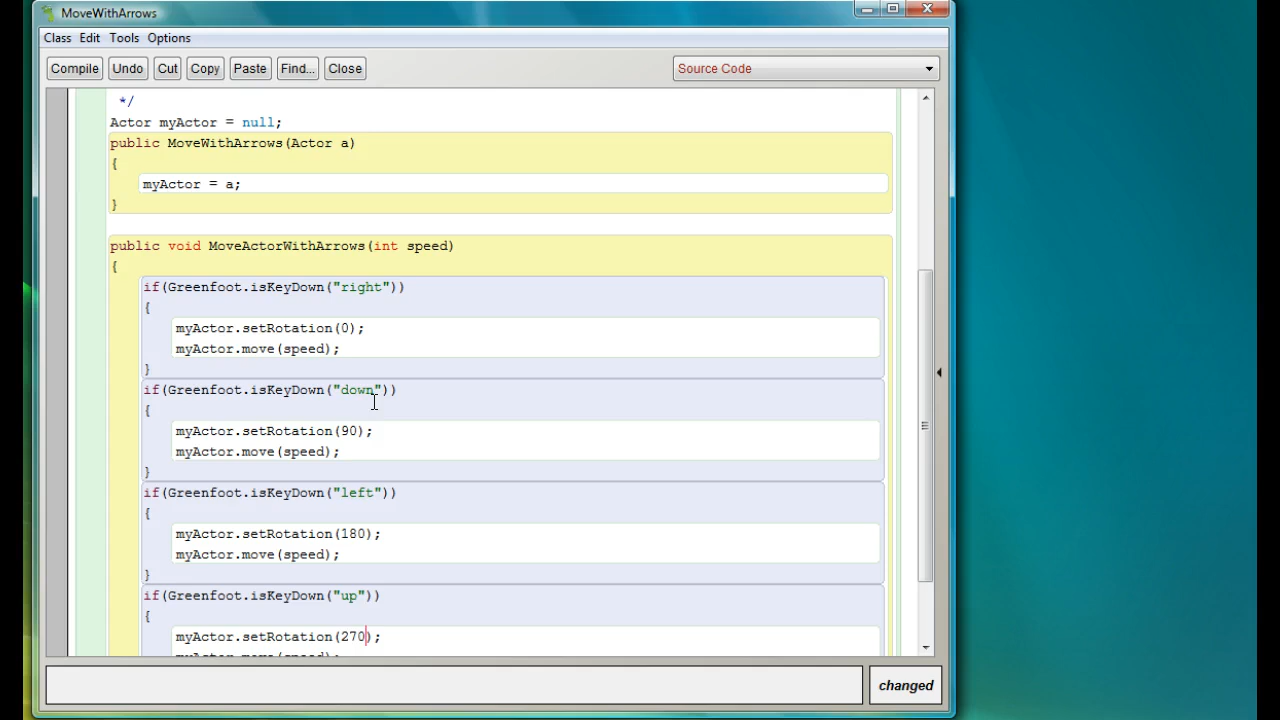 MoveWithArrows
Class Edit Tools Options
Compile Undo Cut Copy Paste Find... Close Source Code
*/
Actor myActor = null;
public MoveWithArrows(Actor a)
{
myActor = a;
}
public void MoveActorWithArrows(int speed)
{
if(Greenfoot.isKeyDown("right"))
{
myActor.setRotation(0);
myActor.move(speed);
}
if(Greenfoot.isKeyDown("down"))
{
myActor.setRotation(90);
myActor.move(speed);
}
if(Greenfoot.isKeyDown("left"))
{
myActor.setRotation(180);
myActor.move(speed);
}
if(Greenfoot.isKeyDown("up"))
{
myActor.setRotation(270);
myActor.move(speed);
changed